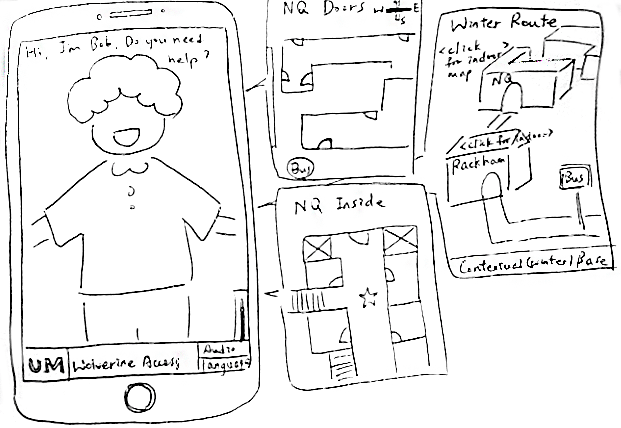 Hi, I'm Bob. Do you need
help?
UM
Wolverine Access
Audio
language
NQ Doors
W E
Bus
NQ Inside
Winter Route
<click
for indoor>
map
NQ
<click for indoor>
Rackham
Bus
Contextual (winter) Base